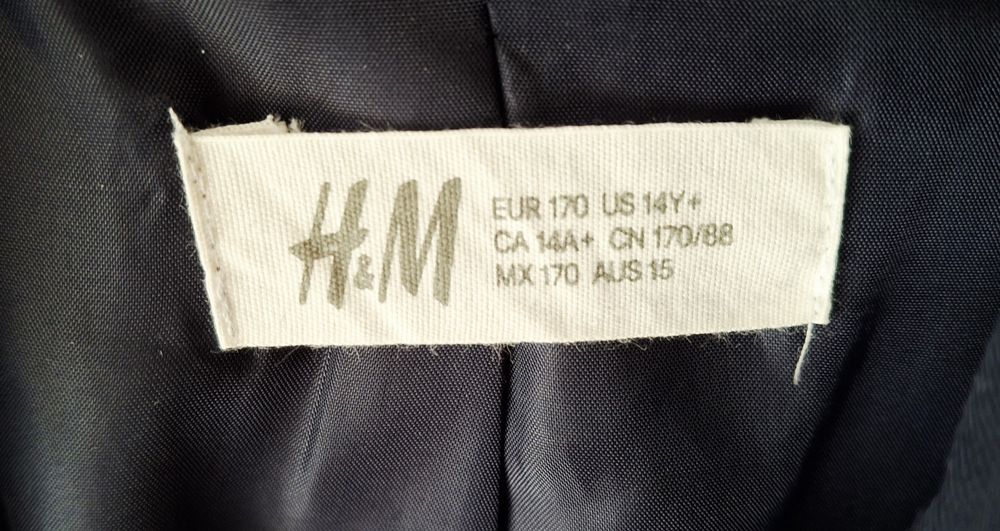 H&M
EUR 170 US 14Y+
CA 14A+ CN 170/88
MX 170 AUS 15